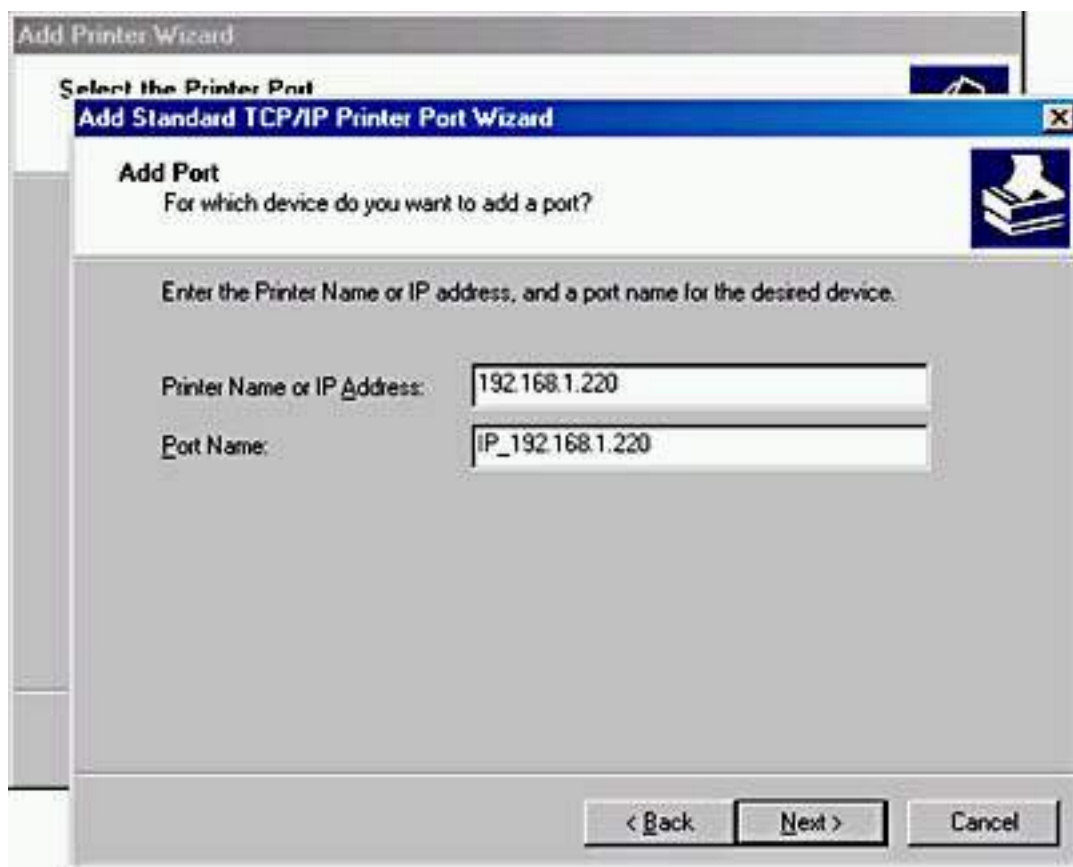 Add Printer Wizard
Select the Printer Port
Add Standard TCP/IP Printer Port Wizard
Add Port
For which device do you want to add a port?
Enter the Printer Name or IP address, and a port name for the desired device.
Printer Name or IP Address: 192.168.1.220
Port Name: IP_192.168.1.220
< Back Next > Cancel